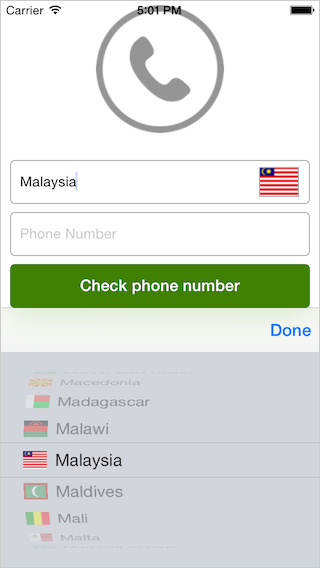 Carrier 5:01 PM
Malaysia
Phone Number
Check phone number
Done
Macedonia
Madagascar
Malawi
Malaysia
Maldives
Mali
Malta